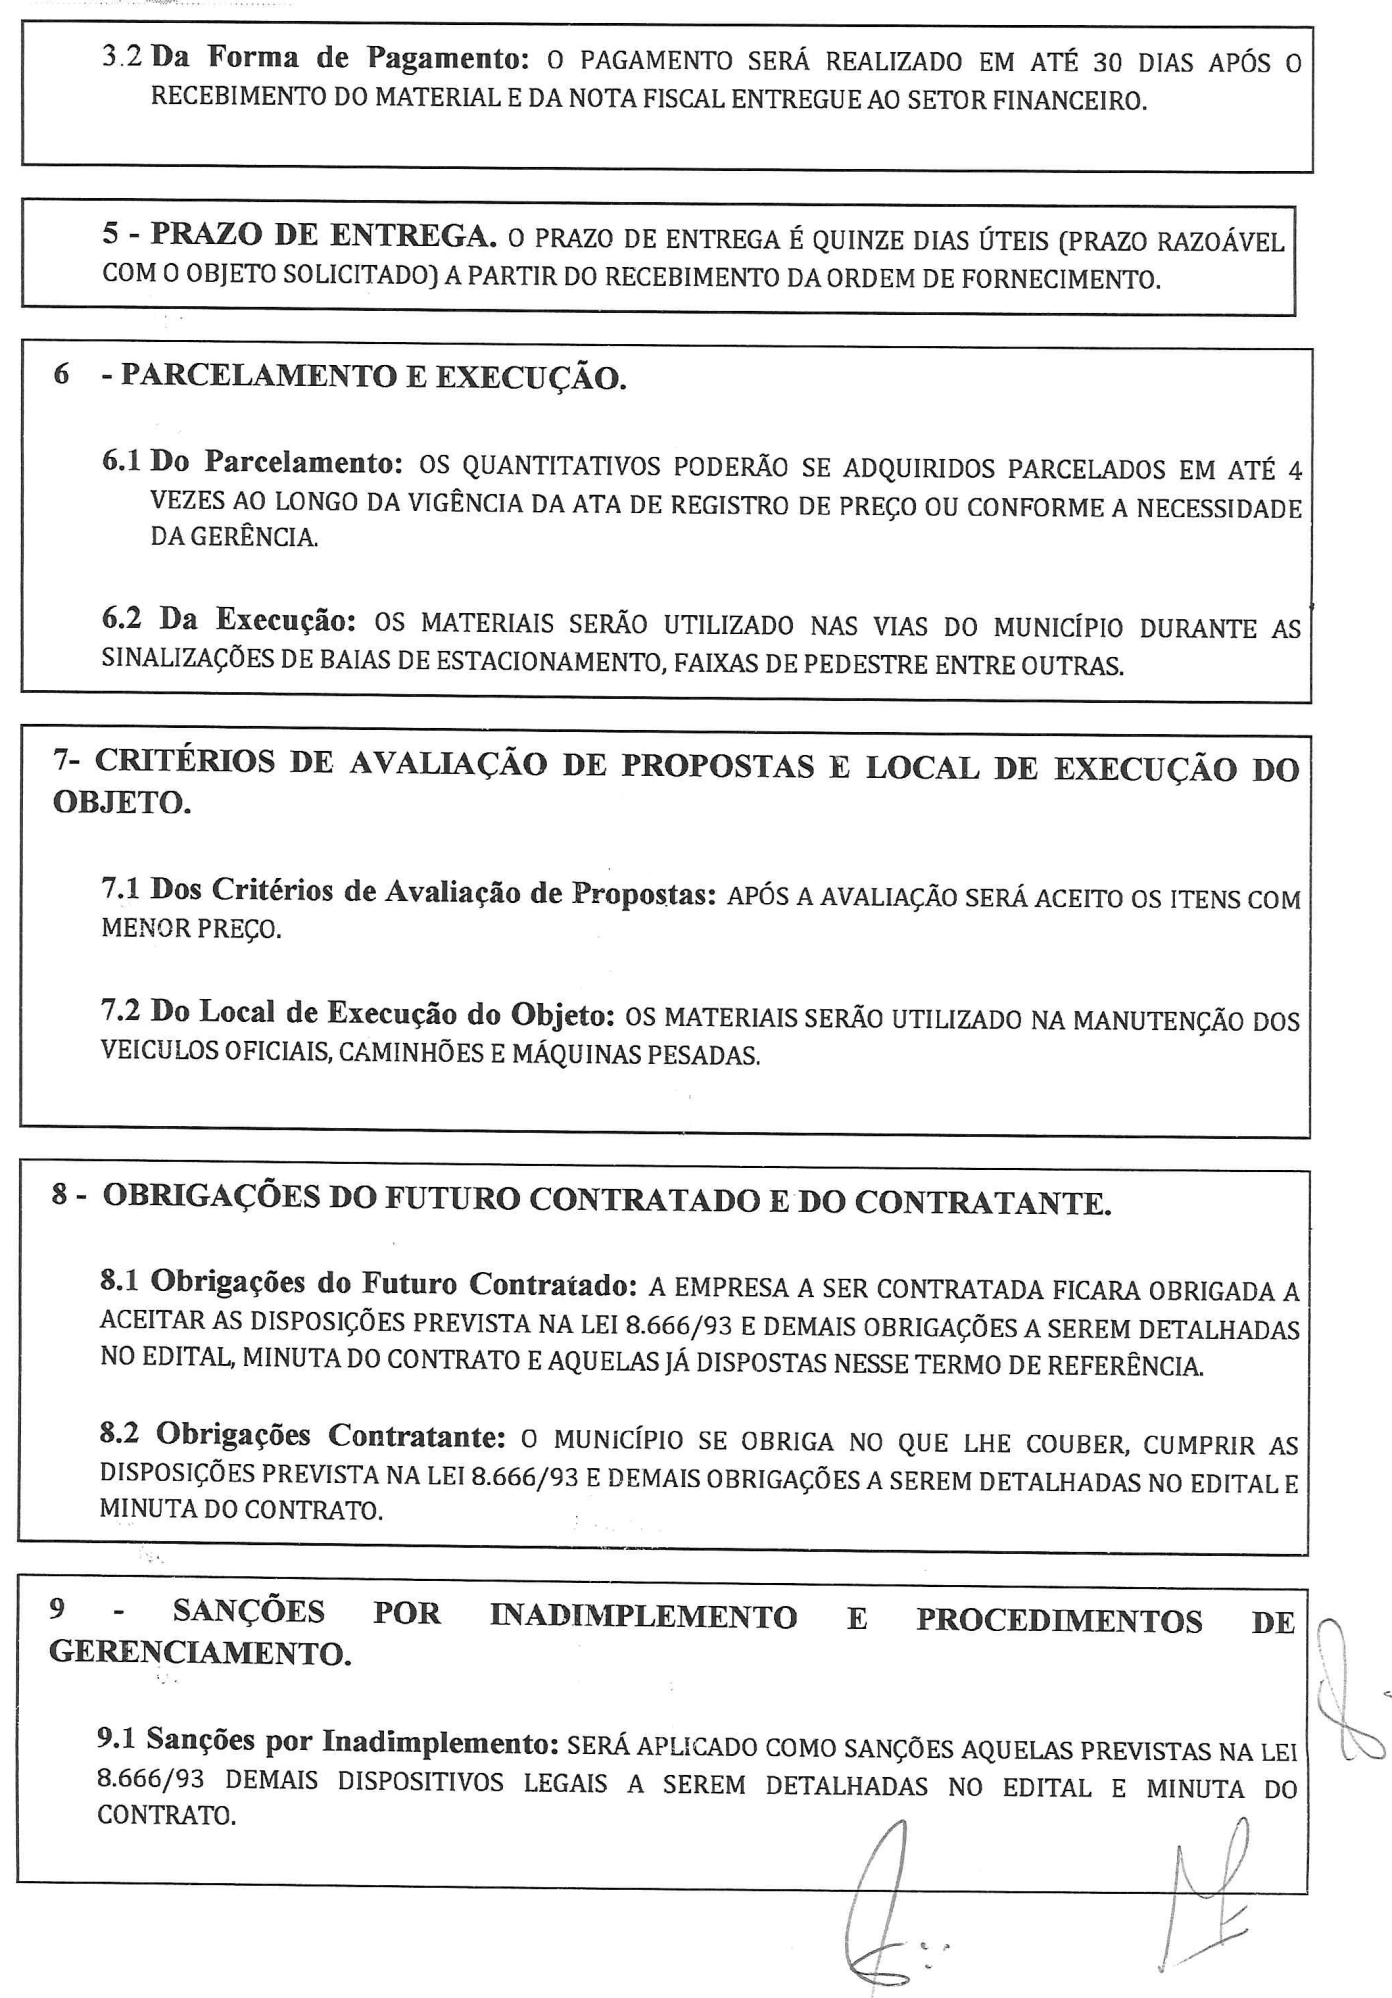 3.2 Da Forma de Pagamento: O PAGAMENTO SERÁ REALIZADO EM ATÉ 30 DIAS APÓS O
RECEBIMENTO DO MATERIAL E DA NOTA FISCAL ENTREGUE AO SETOR FINANCEIRO.
5 - PRAZO DE ENTREGA. O PRAZO DE ENTREGA É QUINZE DIAS ÚTEIS (PRAZO RAZOÁVEL
COM O OBJETO SOLICITADO) A PARTIR DO RECEBIMENTO DA ORDEM DE FORNECIMENTO.
6 - PARCELAMENTO E EXECUÇÃO.
6.1 Do Parcelamento: OS QUANTITATIVOS PODERÃO SE ADQUIRIDOS PARCELADOS EM ATÉ 4
VEZES AO LONGO DA VIGÊNCIA DA ATA DE REGISTRO DE PREÇO OU CONFORME A NECESSIDADE
DA GERÊNCIA.
6.2 Da Execução: OS MATERIAIS SERÃO UTILIZADO NAS VIAS DO MUNICÍPIO DURANTE AS
SINALIZAÇÕES DE BAIAS DE ESTACIONAMENTO, FAIXAS DE PEDESTRE ENTRE OUTRAS.
7- CRITÉRIOS DE AVALIAÇÃO DE PROPOSTAS E LOCAL DE EXECUÇÃO DO
OBJETO.
7.1 Dos Critérios de Avaliação de Propostas: APÓS A AVALIAÇÃO SERÁ ACEITO OS ITENS COM
MENOR PREÇO.
7.2 Do Local de Execução do Objeto: OS MATERIAIS SERÃO UTILIZADO NA MANUTENÇÃO DOS
VEICULOS OFICIAIS, CAMINHÕES E MÁQUINAS PESADAS.
8 - OBRIGAÇÕES DO FUTURO CONTRATADO E DO CONTRATANTE.
8.1 Obrigações do Futuro Contratado: A EMPRESA A SER CONTRATADA FICARA OBRIGADA A
ACEITAR AS DISPOSIÇÕES PREVISTA NA LEI 8.666/93 E DEMAIS OBRIGAÇÕES A SEREM DETALHADAS
NO EDITAL, MINUTA DO CONTRATO E AQUELAS JÁ DISPOSTAS NESSE TERMO DE REFERÊNCIA.
8.2 Obrigações Contratante: O MUNICÍPIO SE OBRIGA NO QUE LHE COUBER, CUMPRIR AS
DISPOSIÇÕES PREVISTA NA LEI 8.666/93 E DEMAIS OBRIGAÇÕES A SEREM DETALHADAS NO EDITAL E
MINUTA DO CONTRATO.
9 - SANÇÕES POR INADIMPLEMENTO E PROCEDIMENTOS DE
GERENCIAMENTO.
9.1 Sanções por Inadimplemento: SERÁ APLICADO COMO SANÇÕES AQUELAS PREVISTAS NA LEI
8.666/93 DEMAIS DISPOSITIVOS LEGAIS A SEREM DETALHADAS NO EDITAL E MINUTA DO
CONTRATO.